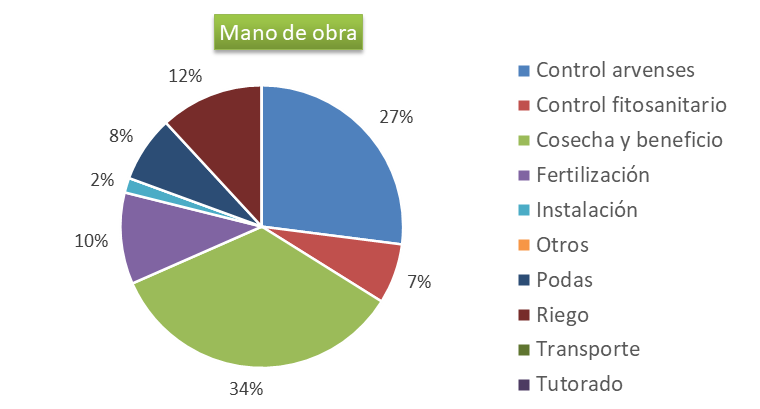 Mano de obra
12%
27%
8%
2%
10%
7%
34%
Control arvenses
Control fitosanitario
Cosecha y beneficio
Fertilización
Instalación
Otros
Podas
Riego
Transporte
Tutorado